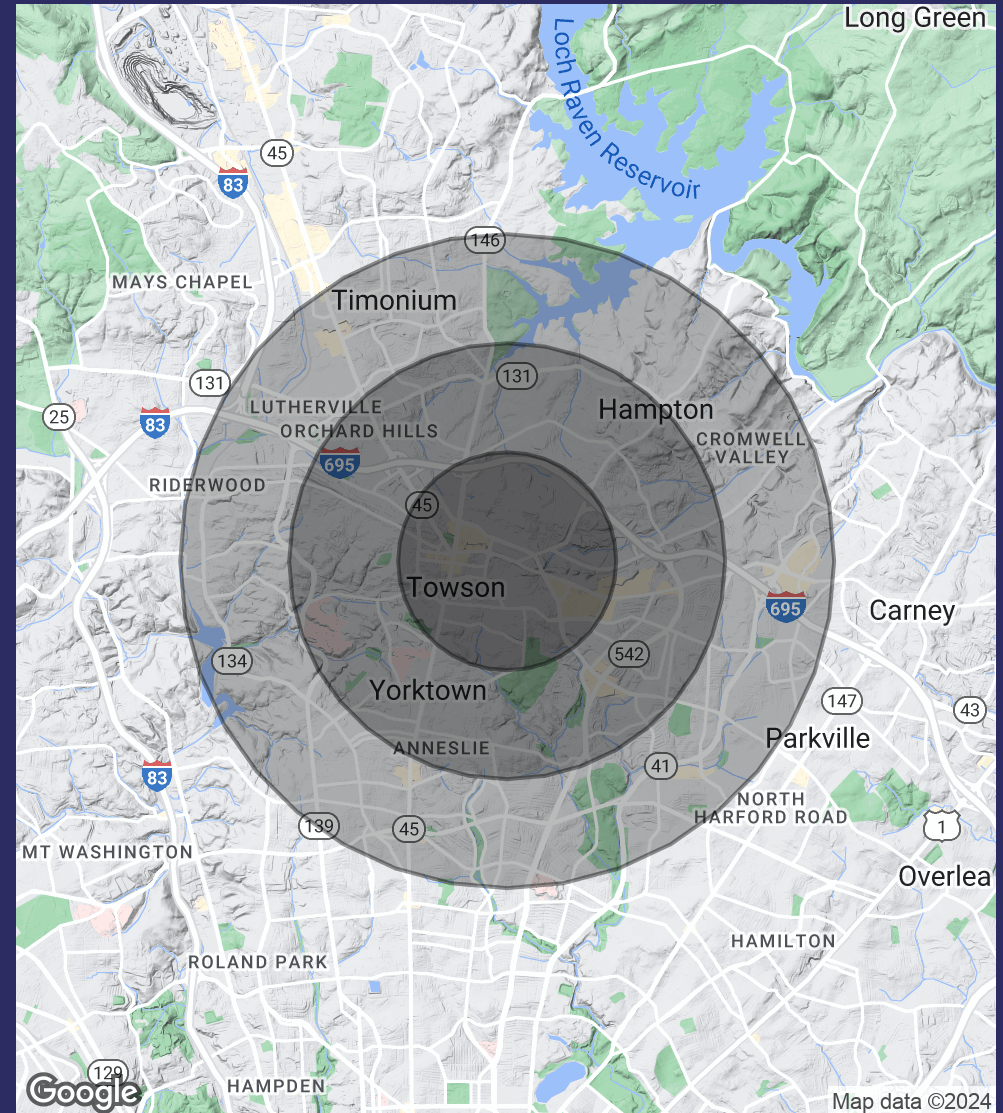 Long Green
Loch Raven Reservoir
45
83
146
MAYS CHAPEL
Timonium
131
131
25
83
LUTHERVILLE
Hampton
ORCHARD HILLS
CROMWELL
VALLEY
695
RIDERWOOD
45
Towson
695
Carney
134
542
Yorktown
147
43
ANNESLIE
Parkville
83
41
NORTH
HARFORD ROAD
139
45
1
MT WASHINGTON
Overlea
HAMILTON
ROLAND PARK
129
HAMPDEN
Google
Map data ©2024